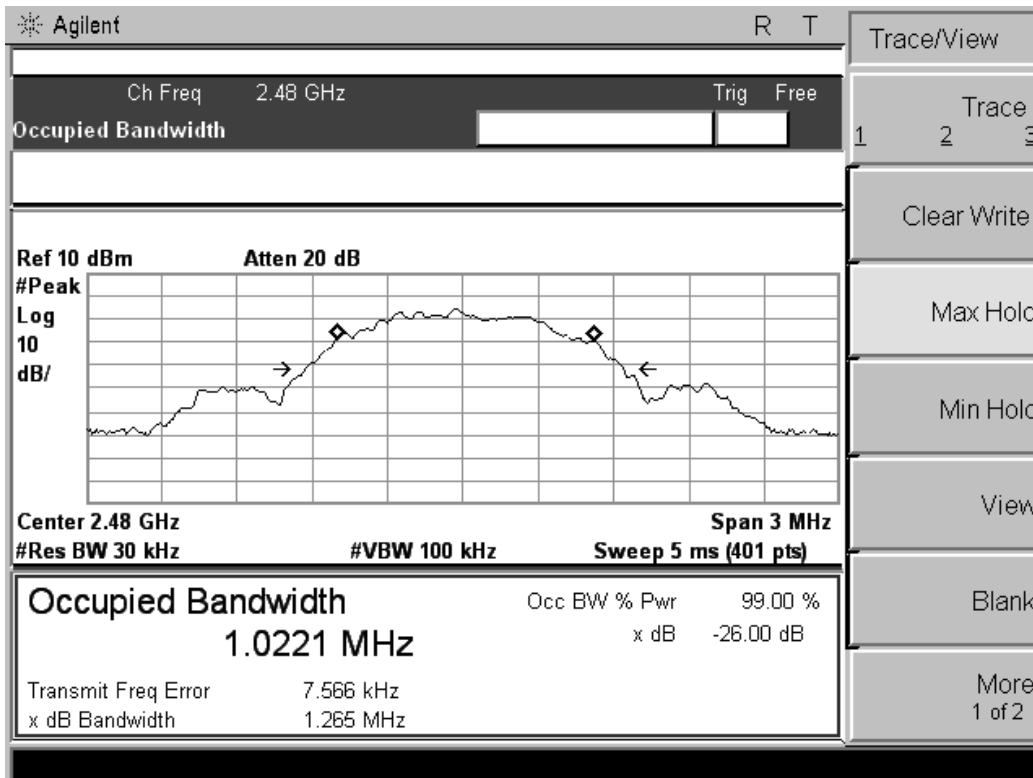 Agilent
R T
Ch Freq 2.48 GHz Trig Free
Occupied Bandwidth
Ref 10 dBm Atten 20 dB
#Peak
Log
10
dB/
Center 2.48 GHz Span 3 MHz
#Res BW 30 kHz #VBW 100 kHz Sweep 5 ms (401 pts)
Occupied Bandwidth
1.0221 MHz
Occ BW % Pwr 99.00 %
x dB -26.00 dB
Transmit Freq Error 7.566 kHz
x dB Bandwidth 1.265 MHz
Trace/View
Trace
1 2 3
Clear Write
Max Hold
Min Hold
View
Blank
More
1 of 2